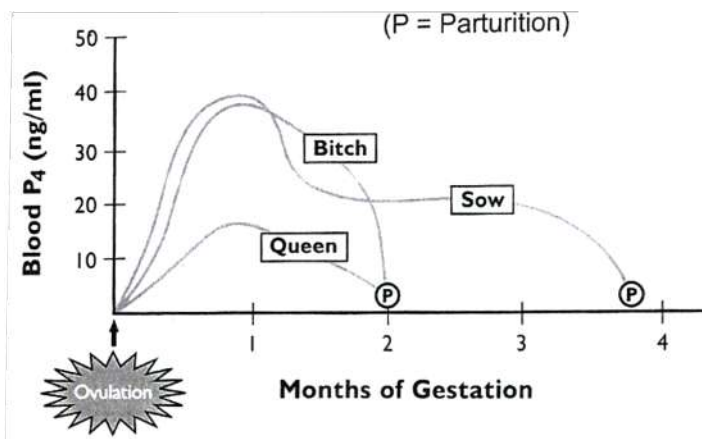 (P = Parturition)
Blood P₄ (ng/ml)
50
40
30
20
10
Bitch
Sow
Queen
P
P
1
2
3
4
Ovulation
Months of Gestation